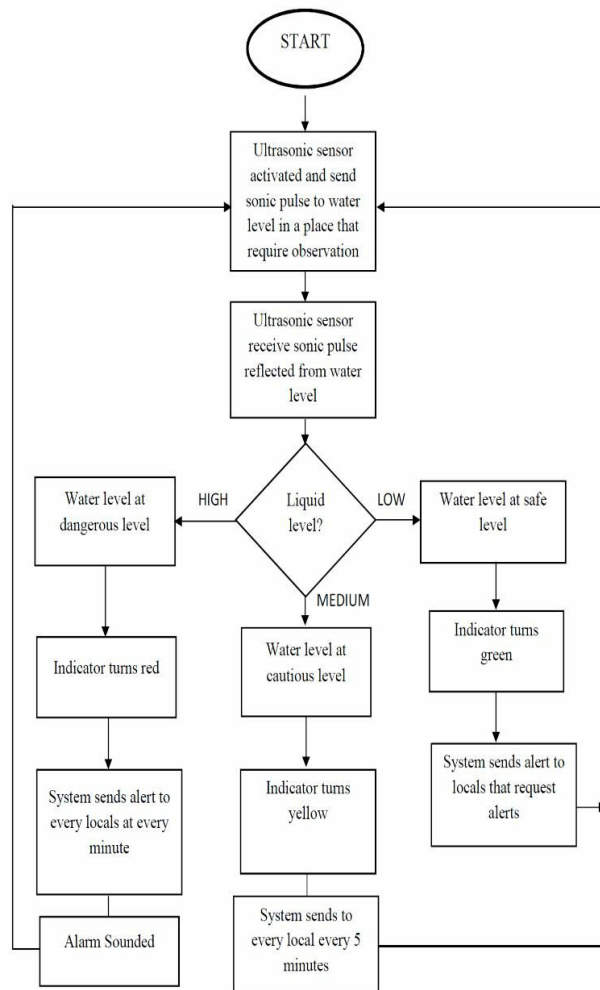 START
Ultrasonic sensor
activated and send
sonic pulse to water
level in a place that
require observation
Ultrasonic sensor
receive sonic pulse
reflected from water
level
Liquid
level?
HIGH
LOW
MEDIUM
Water level at
dangerous level
Indicator turns red
System sends alert to
every locals at every
minute
Alarm Sounded
Water level at
cautious level
Indicator turns
yellow
System sends to
every local every 5
minutes
Water level at safe
level
Indicator turns
green
System sends alert to
locals that request
alerts